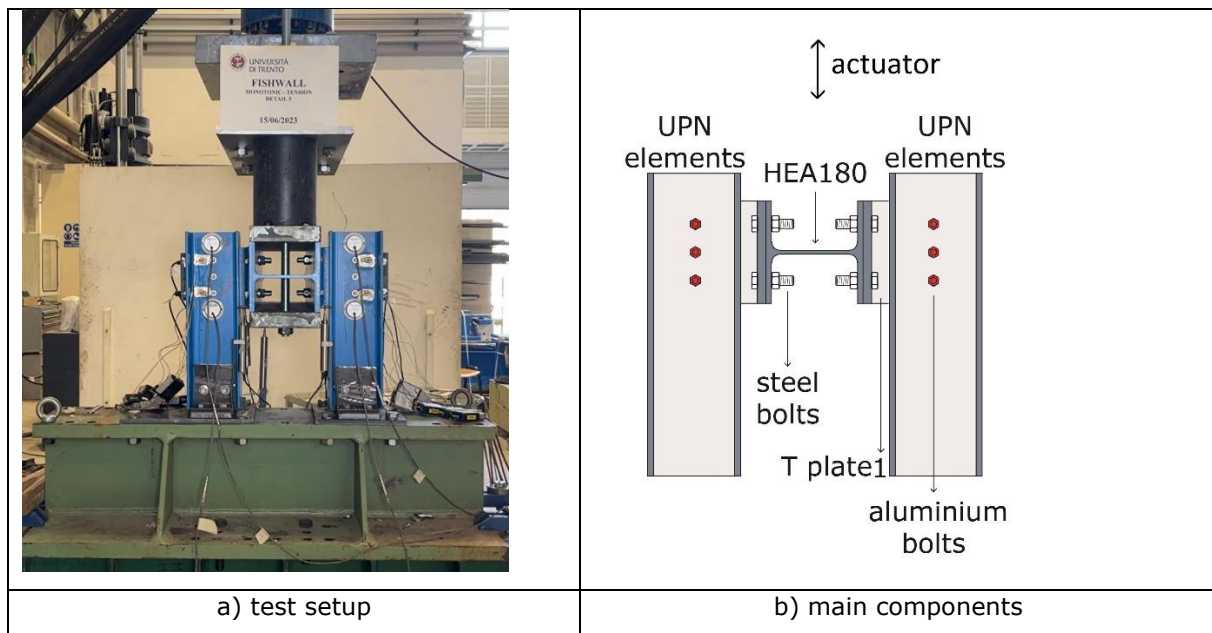 UNIVERSITÀ
DI TRENTO
FISHWALL
MONOTONIC - TENSION
DETAIL 5
15/06/2023
actuator
UPN
elements
UPN
elements
HEA180
steel
bolts
T plate1
aluminium
bolts
a) test setup
b) main components